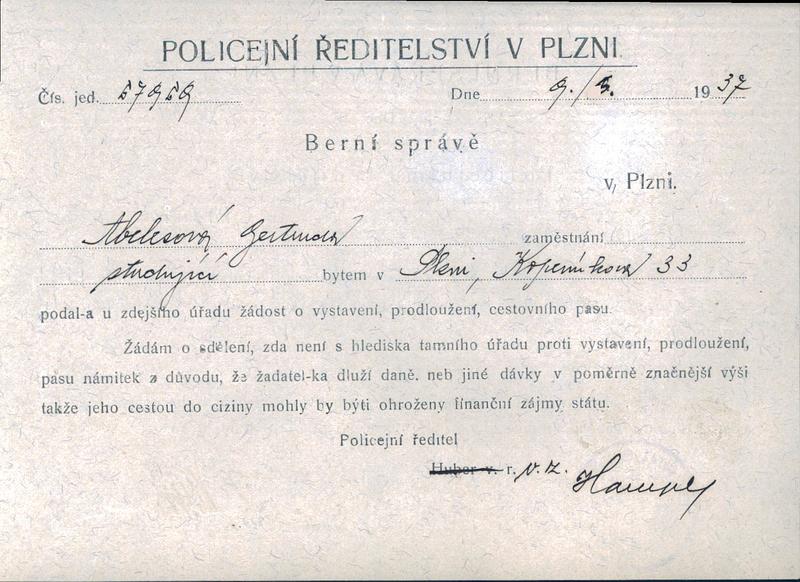 POLICEJNÍ ŘEDITELSTVÍ V PLZNI.
Čís. jed. 57959 Dne 9./3. 1937
Berní správě
v Plzni.
Abelesová Gertruda zaměstnání
studující bytem v Plzni, Koperníkova 33
podal-a u zdejšího úřadu žádost o vystavení, prodloužení, cestovního pasu.
Žádám o sdělení, zda není s hlediska tamního úřadu proti vystavení, prodloužení,
pasu námitek z důvodu, že žadatel-ka dluží daně. neb jiné dávky v poměrně značnější výši
takže jeho cestou do ciziny mohly by býti ohroženy finanční zájmy státu.
Policejní ředitel
Huber v. r. v.z.